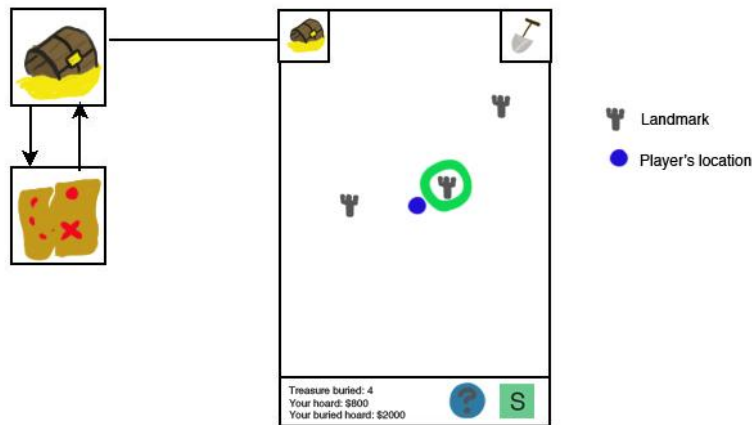 Landmark
Player's location
Treasure buried: 4
Your hoard: $800
Your buried hoard: $2000
?
S